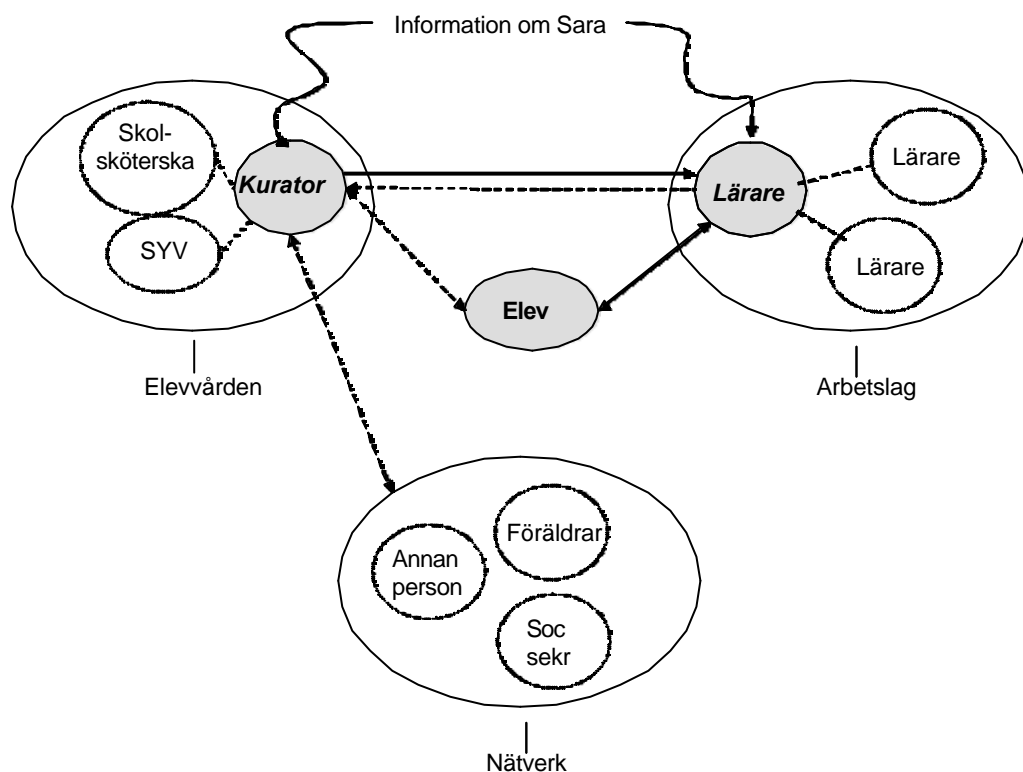 Information om Sara
Skol-
sköterska
Kurator
SYV
Lärare
Lärare
Lärare
Elev
Elevvården
Arbetslag
Föräldrar
Annan
person
Soc
sekr
Nätverk